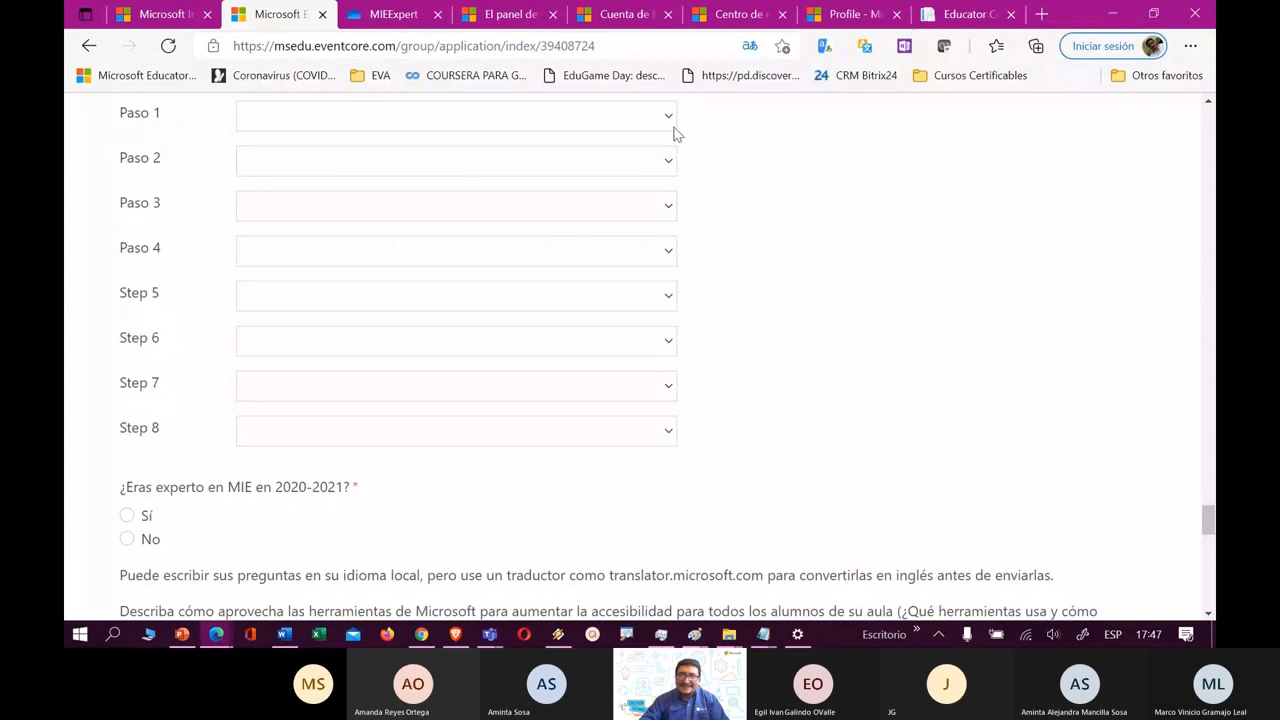 Microsoft In
Microsoft E
MIEExpert
El panel de
Cuenta de
Centro de
Profile - Mi
Educator C
https://msedu.eventcore.com/group/application/index/39408724
Iniciar sesión
Microsoft Educator...
Coronavirus (COVID...
EVA
COURSERA PARA G...
EduGame Day: desc...
https://pd.discover...
24 CRM Bitrix24
Cursos Certificables
Otros favoritos
Paso 1
Paso 2
Paso 3
Paso 4
Step 5
Step 6
Step 7
Step 8
¿Eras experto en MIE en 2020-2021? *
Sí
No
Puede escribir sus preguntas en su idioma local, pero use un traductor como translator.microsoft.com para convertirlas en inglés antes de enviarlas.
Describa cómo aprovecha las herramientas de Microsoft para aumentar la accesibilidad para todos los alumnos de su aula (¿Qué herramientas usa y cómo
Escritorio
ESP
17:47
MS
AO
Amanda Reyes Ortega
AS
Aminta Sosa
EO
Egil Ivan Galindo OValle
J
JG
AS
Aminta Alejandra Mancilla Sosa
ML
Marco Vinicio Gramajo Leal